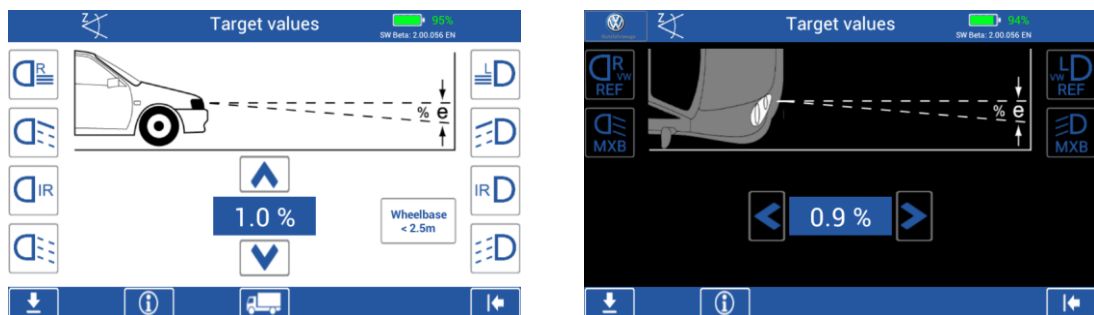 Target values
95%
SW Beta: 2.00.056 EN
R
L
% e
IR
IR
1.0 %
Wheelbase
< 2.5m
Target values
94%
SW Beta: 2.00.056 EN
R
VW
REF
L
VW
REF
% e
MXB
MXB
0.9 %